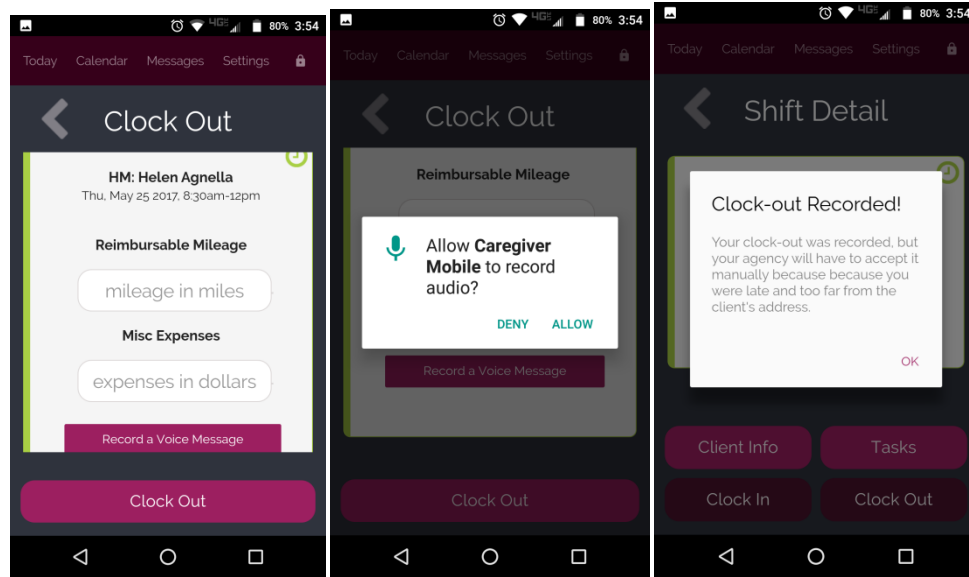 4GE 80% 3:54
Today Calendar Messages Settings
Clock Out
HM: Helen Agnella
Thu, May 25 2017, 8:30am-12pm
Reimbursable Mileage
mileage in miles
Misc Expenses
expenses in dollars
Record a Voice Message
Clock Out
4GE 80% 3:54
Today Calendar Messages Settings
Clock Out
Reimbursable Mileage
Allow Caregiver
Mobile to record
audio?
DENY ALLOW
Record a Voice Message
Clock Out
4GE 80% 3:54
Today Calendar Messages Settings
Shift Detail
Clock-out Recorded!
Your clock-out was recorded, but
your agency will have to accept it
manually because because you
were late and too far from the
client's address.
OK
Client Info Tasks
Clock In Clock Out